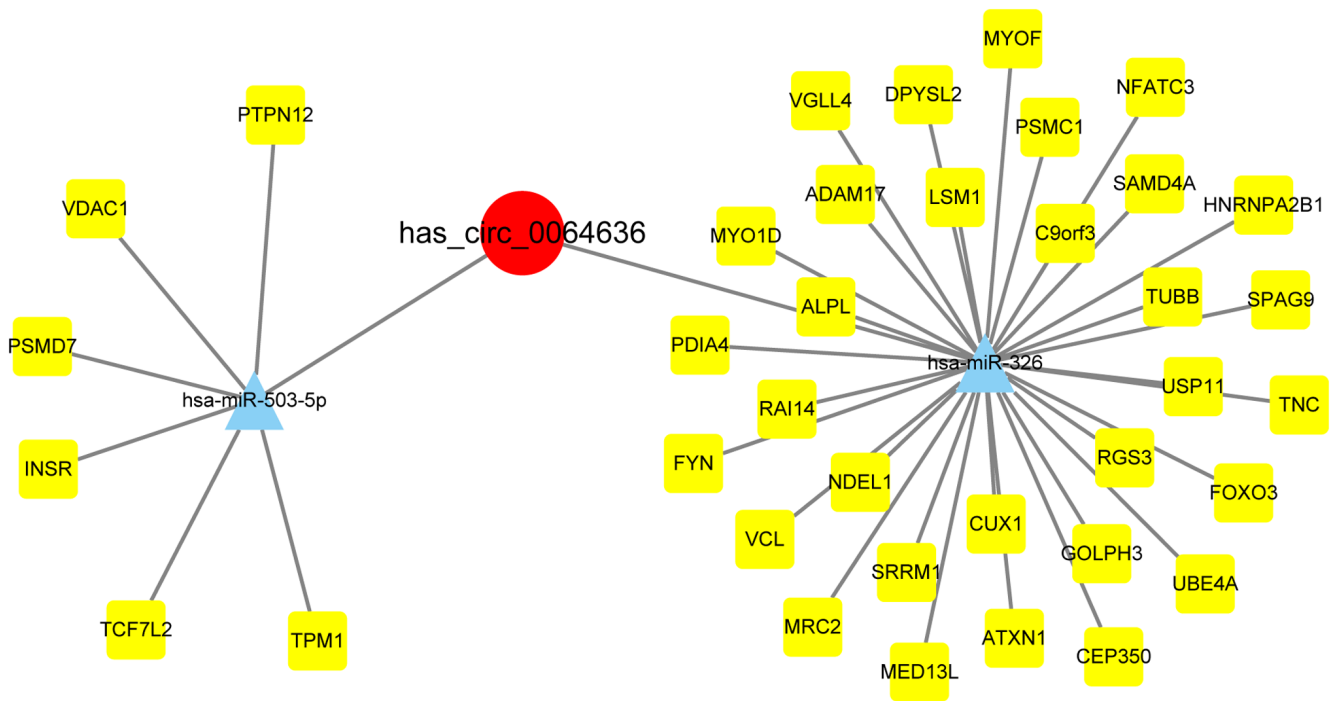 MYOF
NFATC3
DPYSL2
VGLL4
PTPN12
PSMC1
SAMD4A
ADAM17
LSM1
HNRNPA2B1
VDAC1
has_circ_0064636
C9orf3
MYO1D
TUBB
SPAG9
ALPL
PSMD7
PDIA4
hsa-miR-326
USP11
hsa-miR-503-5p
TNC
RAI14
RGS3
FYN
INSR
NDEL1
FOXO3
CUX1
VCL
GOLPH3
SRRM1
UBE4A
MRC2
TCF7L2
ATXN1
TPM1
CEP350
MED13L